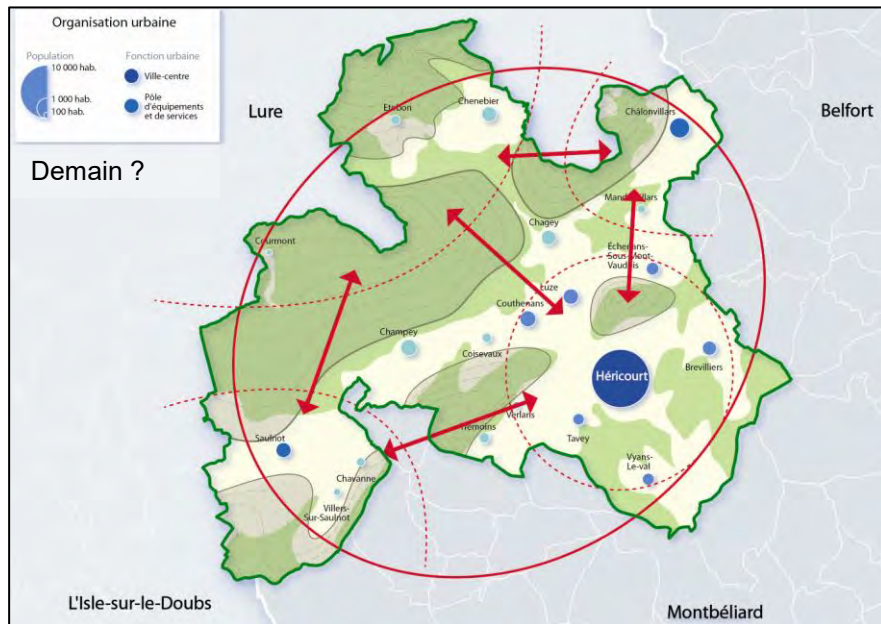 Organisation urbaine
Population
Fonction urbaine
10 000 hab.
Ville-centre
1 000 hab.
100 hab.
Pôle
d'équipements
et de services
Demain ?
Lure
Belfort
Etobon
Chenebier
Châlonvillars
Mandrevillars
Chagey
Courmont
Échenans-
Sous-Mont-
Vaudois
Luze
Couthenans
Champey
Coisevaux
Brevilliers
Héricourt
Verlans
Tavey
Trémoins
Saulnot
Chavanne
Vyans-
Le-val
Villers-
Sur-Saulnot
L'Isle-sur-le-Doubs
Montbéliard